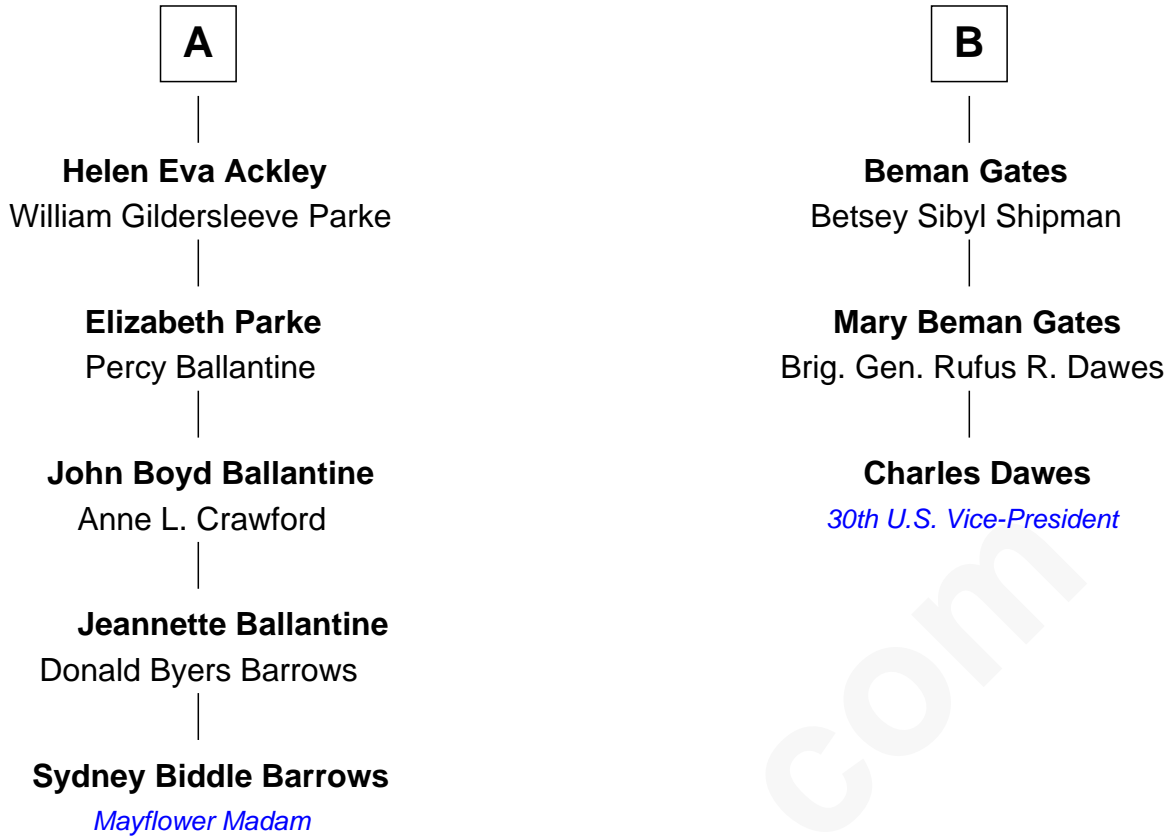 A
Helen Eva Ackley
William Gildersleeve Parke
Elizabeth Parke
Percy Ballantine
John Boyd Ballantine
Anne L. Crawford
Jeannette Ballantine
Donald Byers Barrows
Sydney Biddle Barrows
Mayflower Madam
B
Beman Gates
Betsey Sibyl Shipman
Mary Beman Gates
Brig. Gen. Rufus R. Dawes
Charles Dawes
30th U.S. Vice-President
com